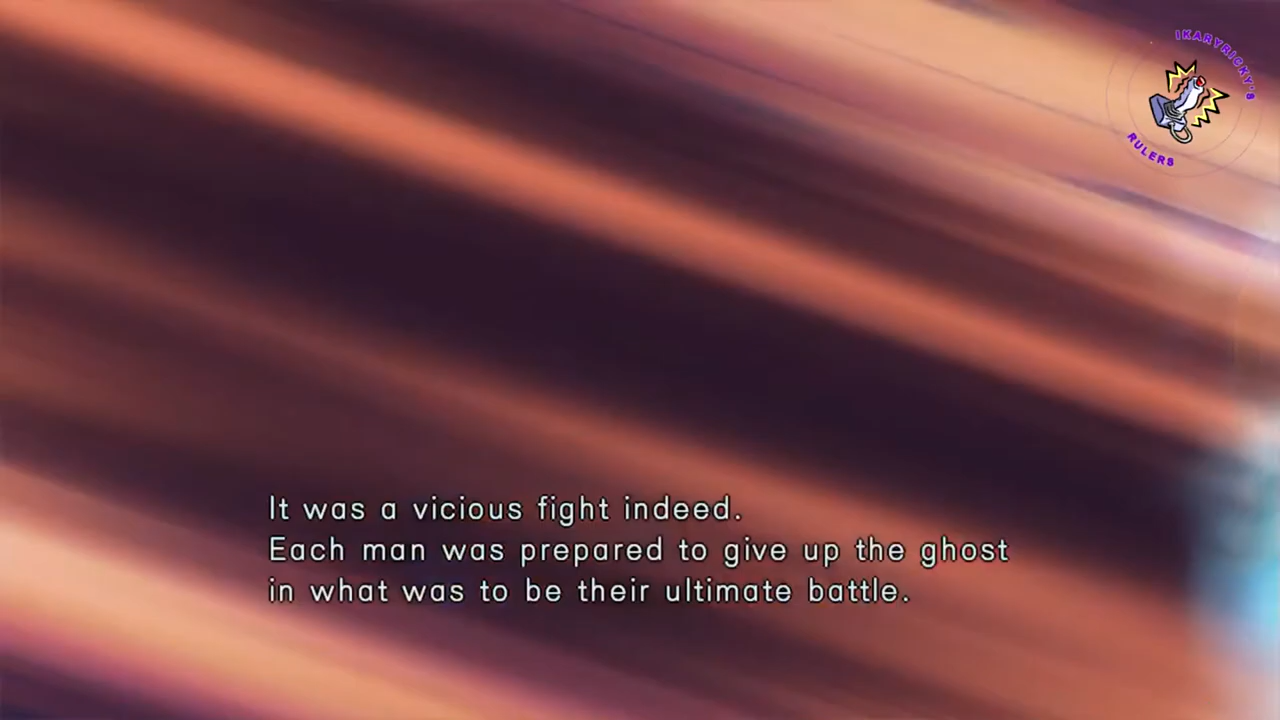 IKARYRICKY'S
RULERS
It was a vicious fight indeed.
Each man was prepared to give up the ghost
in what was to be their ultimate battle.